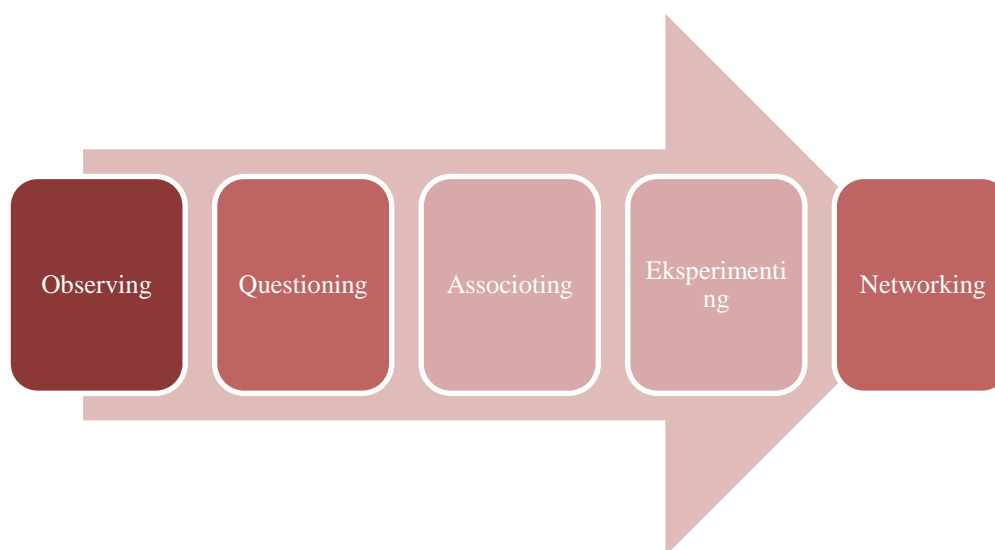 Observing
Questioning
Associoting
Eksperimenti
ng
Networking